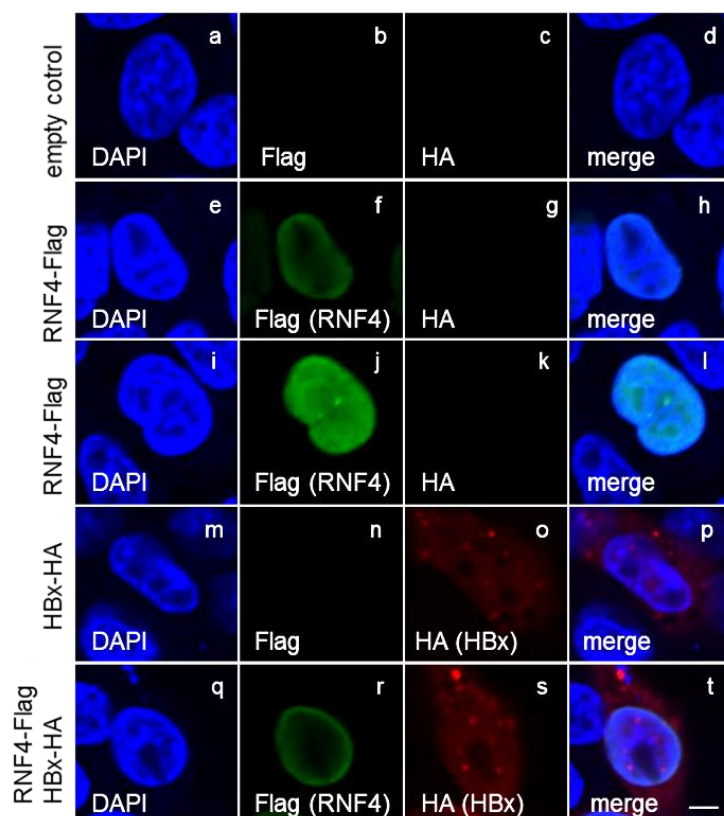 empty cotrol
a
b
c
d
DAPI
Flag
HA
merge
RNF4-Flag
e
f
g
h
DAPI
Flag (RNF4)
HA
merge
RNF4-Flag
i
j
k
l
DAPI
Flag (RNF4)
HA
merge
HBx-HA
m
n
o
p
DAPI
Flag
HA (HBx)
merge
RNF4-Flag
HBx-HA
q
r
s
t
DAPI
Flag (RNF4)
HA (HBx)
merge